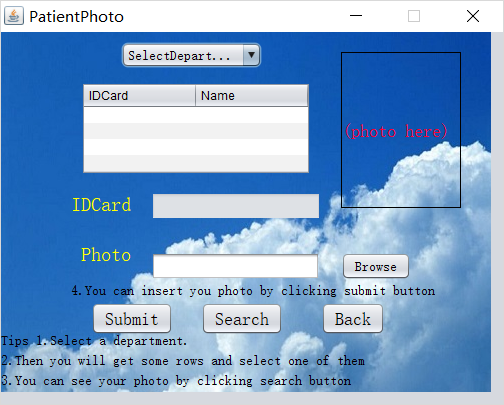 PatientPhoto
SelectDepart...
IDCard Name
(photo here)
IDCard
Photo
Browse
4.You can insert you photo by clicking submit button
Submit Search Back
Tips 1.Select a department.
2.Then you will get some rows and select one of them
3.You can see your photo by clicking search button